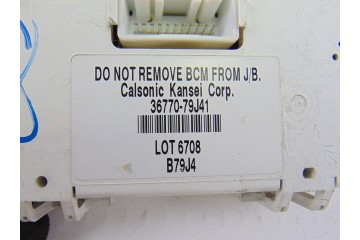 DO NOT REMOVE BCM FROM J/B.
Calsonic Kansei Corp.
36770-79J41
LOT 6708
B79J4